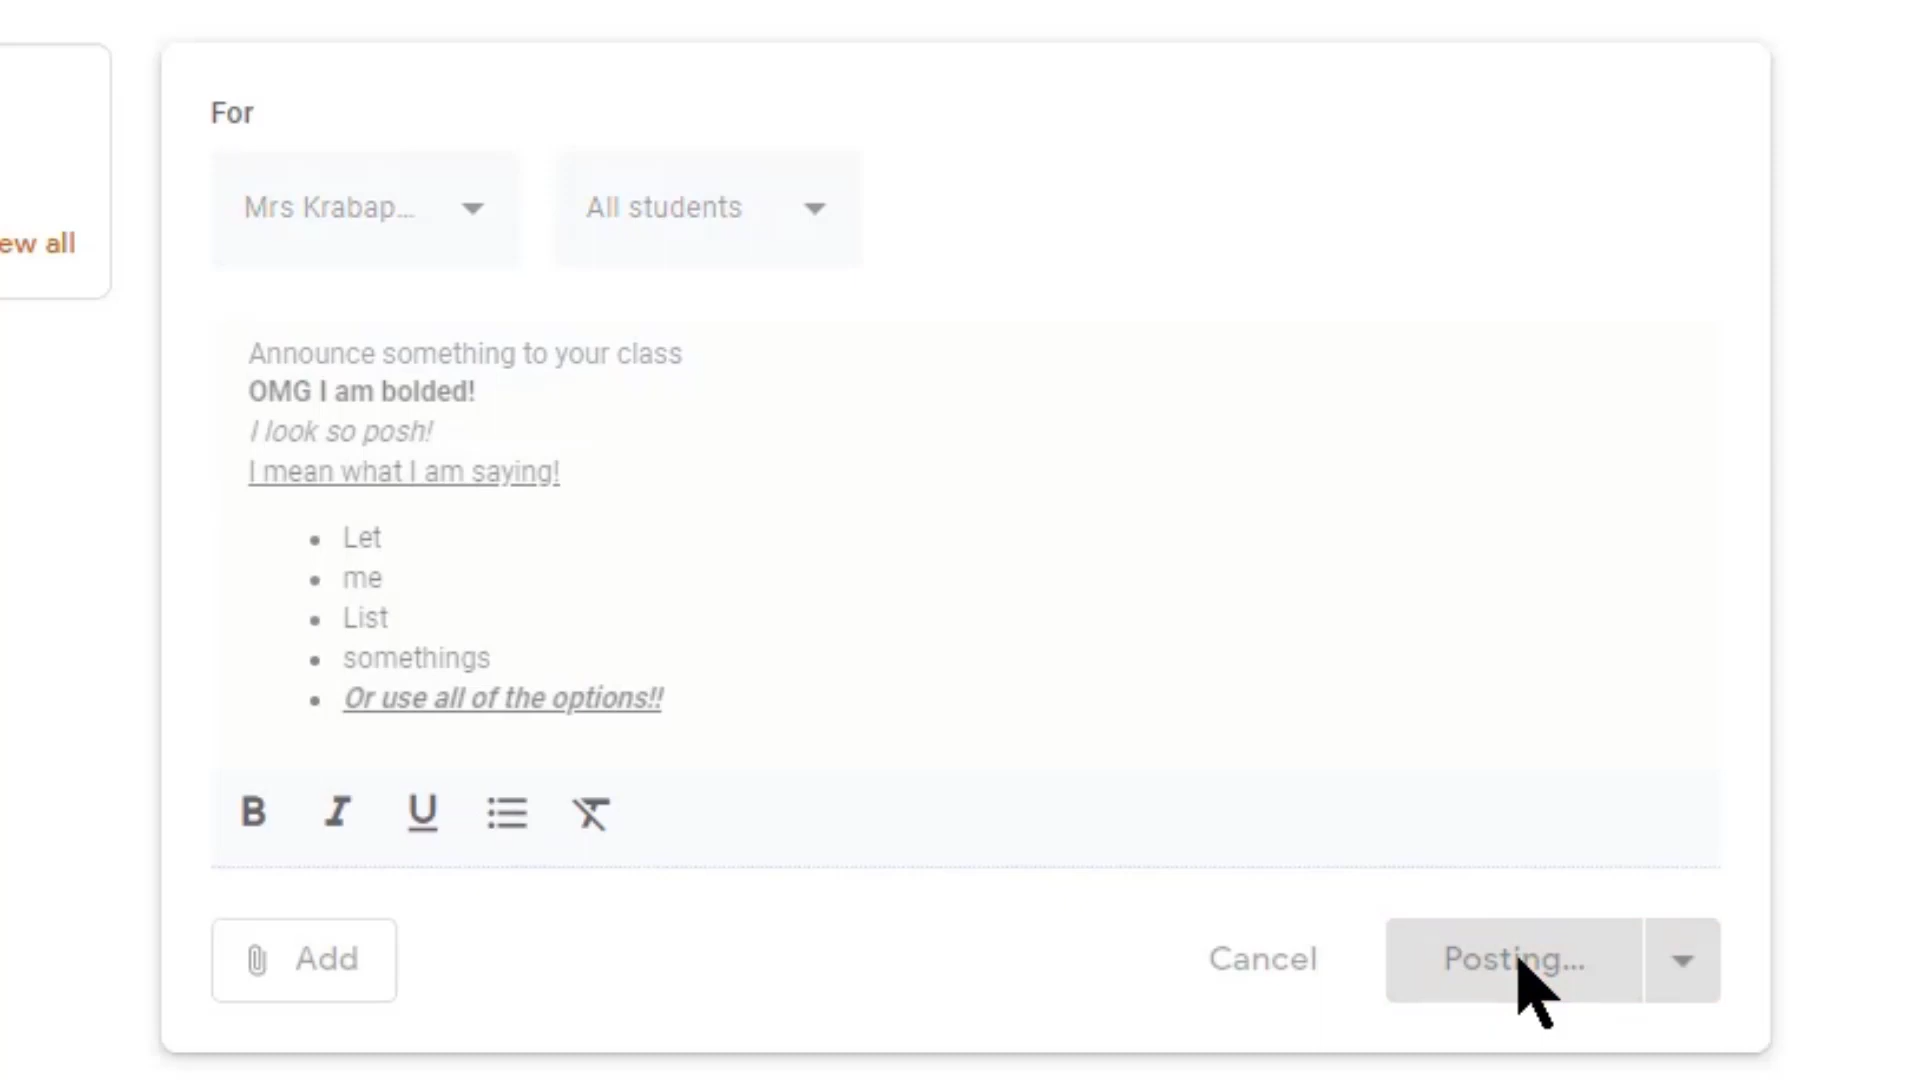 For
Mrs Krabap...
All students
ew all
Announce something to your class
OMG I am bolded!
I look so posh!
I mean what I am saying!
• Let
• me
• List
• somethings
• Or use all of the options!!
B I U
Add
Cancel
Posting...